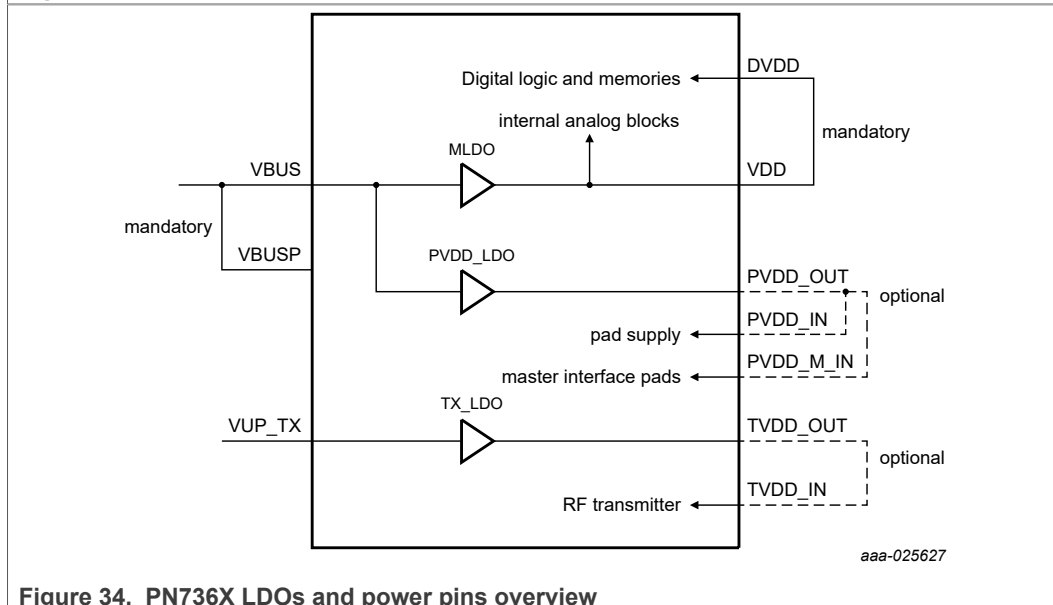 DVDD
Digital logic and memories
internal analog blocks
mandatory
MLDO
VBUS
VDD
mandatory
VBUSP
PVDD_LDO
PVDD_OUT
optional
PVDD_IN
pad supply
PVDD_M_IN
master interface pads
TX_LDO
VUP_TX
TVDD_OUT
optional
TVDD_IN
RF transmitter
aaa-025627
Figure 34. PN736X LDOs and power pins overview